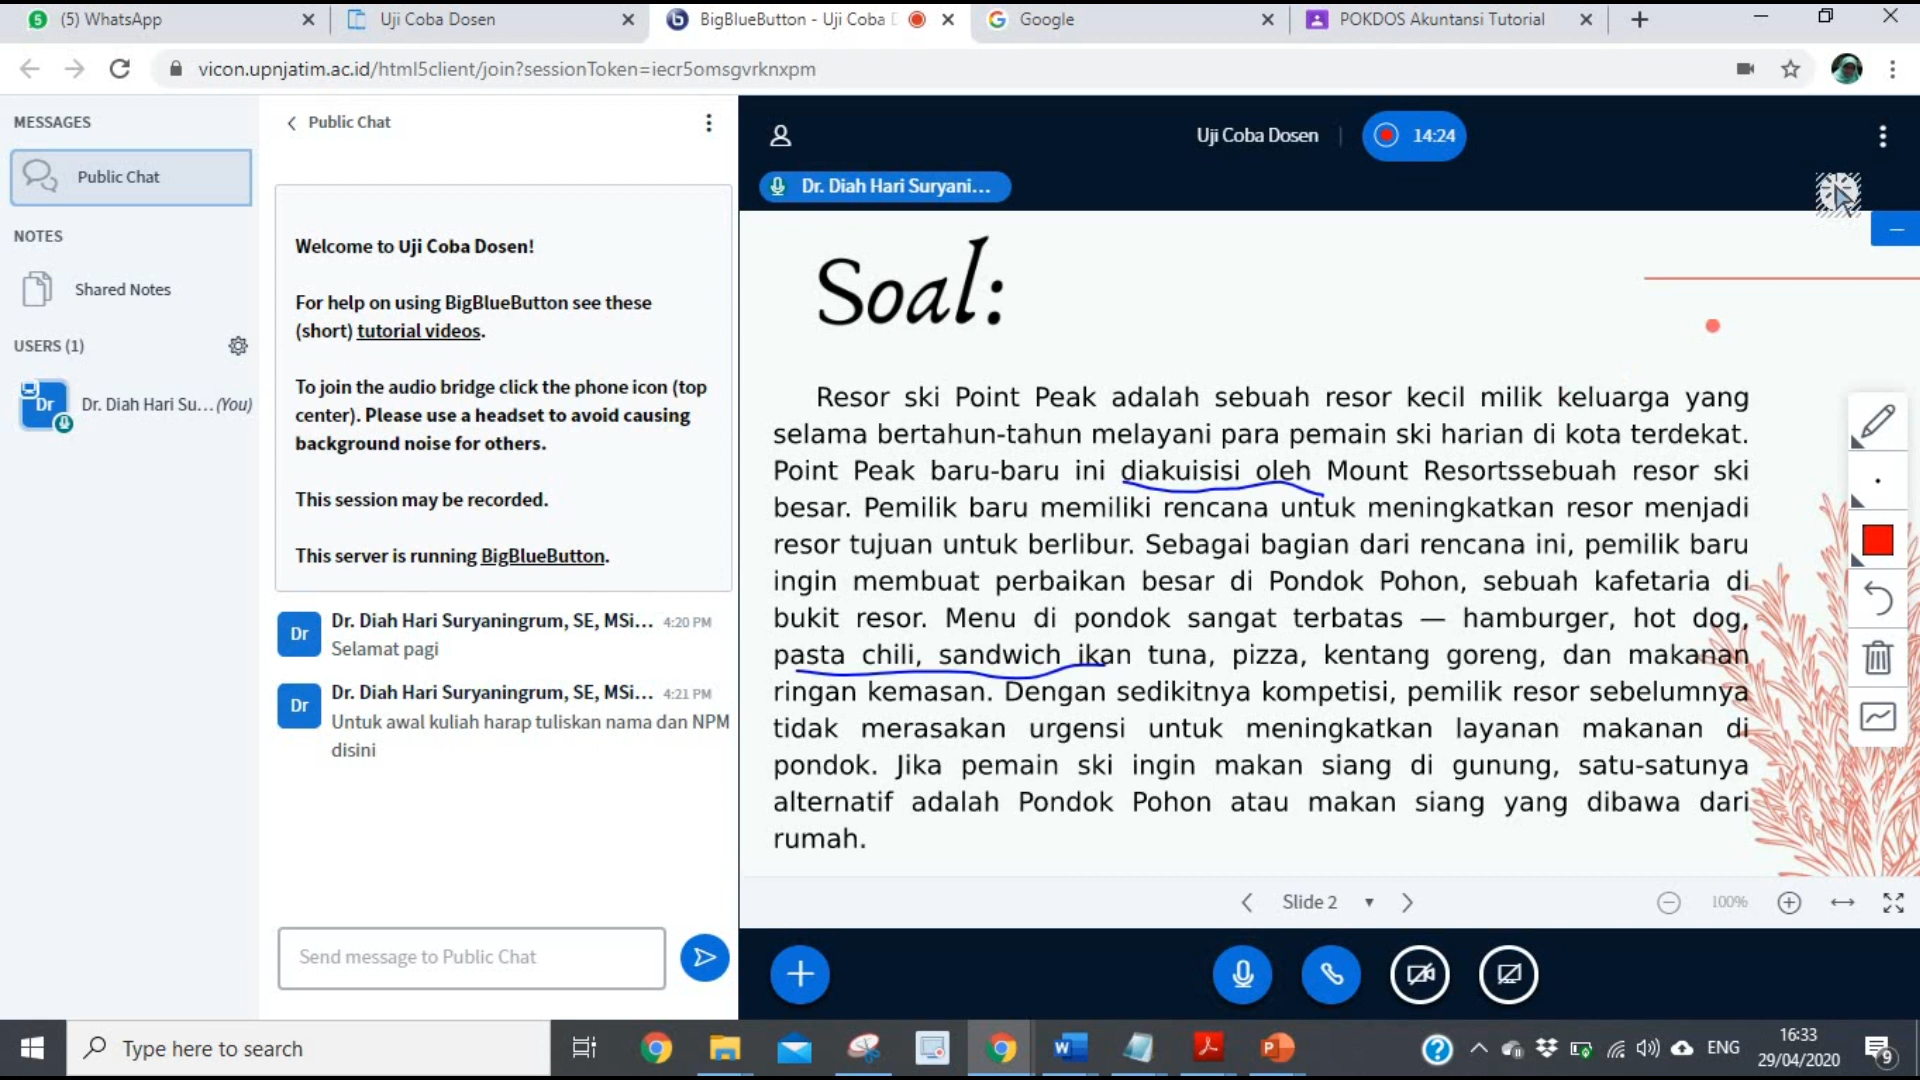 (5) WhatsApp
Uji Coba Dosen
BigBlueButton - Uji Coba D
Google
POKDOS Akuntansi Tutorial
vicon.upnjatim.ac.id/html5client/join?sessionToken=iecr5omsgvrknxpm
MESSAGES
Public Chat
NOTES
Shared Notes
USERS (1)
Dr
Dr. Diah Hari Su... (You)
Public Chat
Welcome to Uji Coba Dosen!
For help on using BigBlueButton see these
(short) tutorial videos.
To join the audio bridge click the phone icon (top
center). Please use a headset to avoid causing
background noise for others.
This session may be recorded.
This server is running BigBlueButton.
Dr
Dr. Diah Hari Suryaningrum, SE, MSi... 4:20 PM
Selamat pagi
Dr
Dr. Diah Hari Suryaningrum, SE, MSi... 4:21 PM
Untuk awal kuliah harap tuliskan nama dan NPM
disini
Send message to Public Chat
Uji Coba Dosen
14:24
Dr. Diah Hari Suryani...
Soal:
Resor ski Point Peak adalah sebuah resor kecil milik keluarga yang
selama bertahun-tahun melayani para pemain ski harian di kota terdekat.
Point Peak baru-baru ini diakuisisi oleh Mount Resortssebuah resor ski
besar. Pemilik baru memiliki rencana untuk meningkatkan resor menjadi
resor tujuan untuk berlibur. Sebagai bagian dari rencana ini, pemilik baru
ingin membuat perbaikan besar di Pondok Pohon, sebuah kafetaria di
bukit resor. Menu di pondok sangat terbatas — hamburger, hot dog,
pasta chili, sandwich ikan tuna, pizza, kentang goreng, dan makanan
ringan kemasan. Dengan sedikitnya kompetisi, pemilik resor sebelumnya
tidak merasakan urgensi untuk meningkatkan layanan makanan di
pondok. Jika pemain ski ingin makan siang di gunung, satu-satunya
alternatif adalah Pondok Pohon atau makan siang yang dibawa dari
rumah.
Slide 2
100%
Type here to search
ENG
16:33
29/04/2020
9